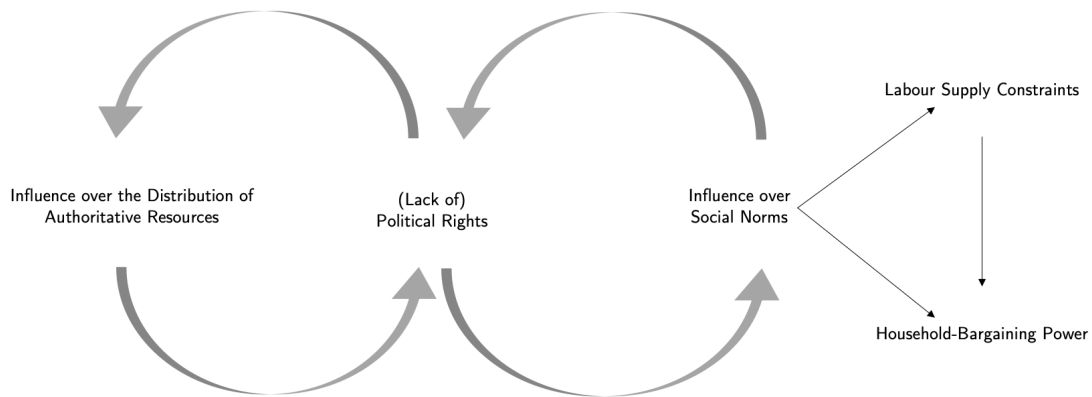 Labour Supply Constraints
Influence over the Distribution of
Authoritative Resources
(Lack of)
Political Rights
Influence over
Social Norms
Household-Bargaining Power